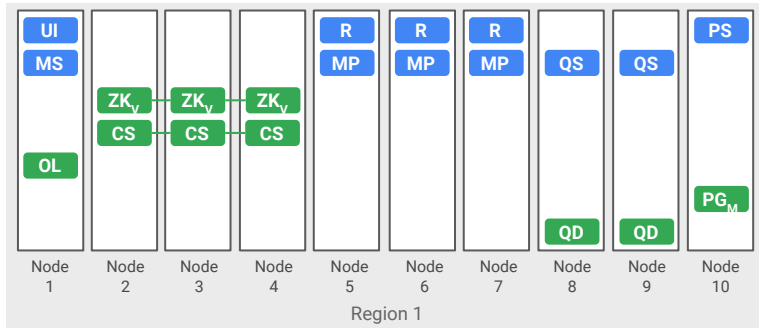 UI R R R PS
MS MP MP MP QS QS
ZKV ZKV ZKV
CS CS CS
OL
PGM
QD QD
Node Node Node Node Node Node Node Node Node Node
1 2 3 4 5 6 7 8 9 10
Region 1